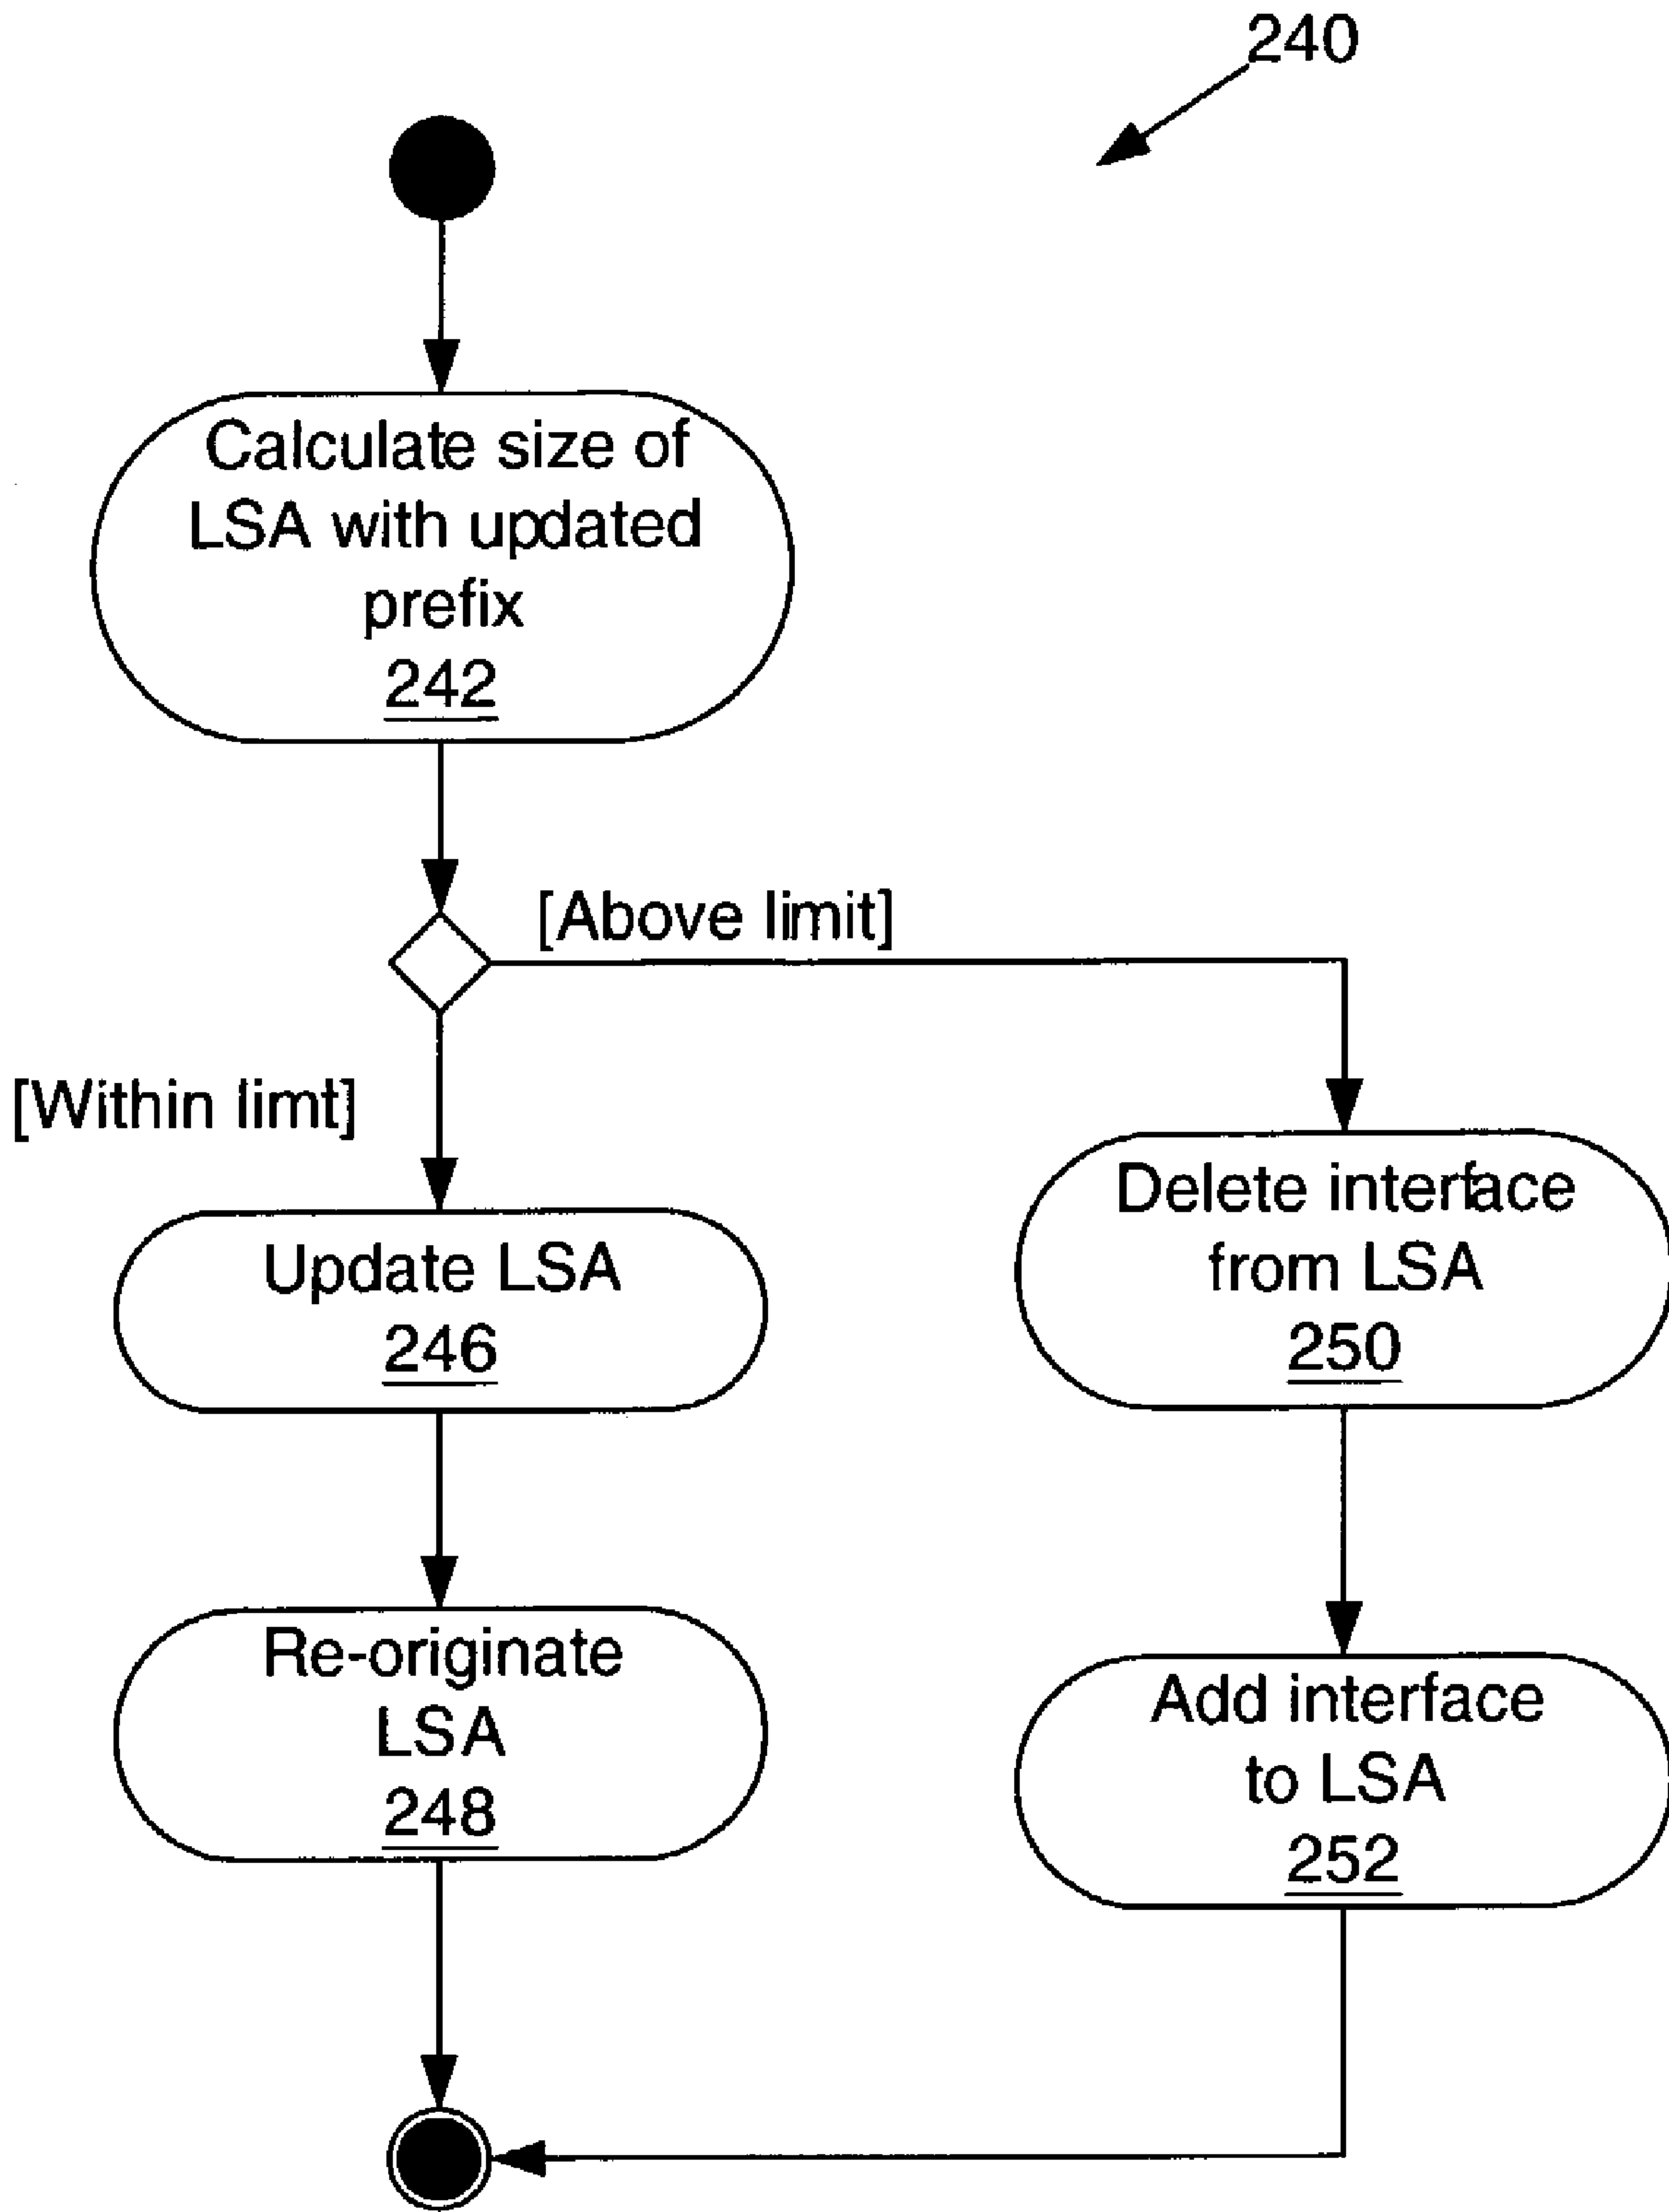 240
Calculate size of
LSA with updated
prefix
242
[Above limit]
[Within limt]
Update LSA
246
Delete interface
from LSA
250
Re-originate
LSA
248
Add interface
to LSA
252